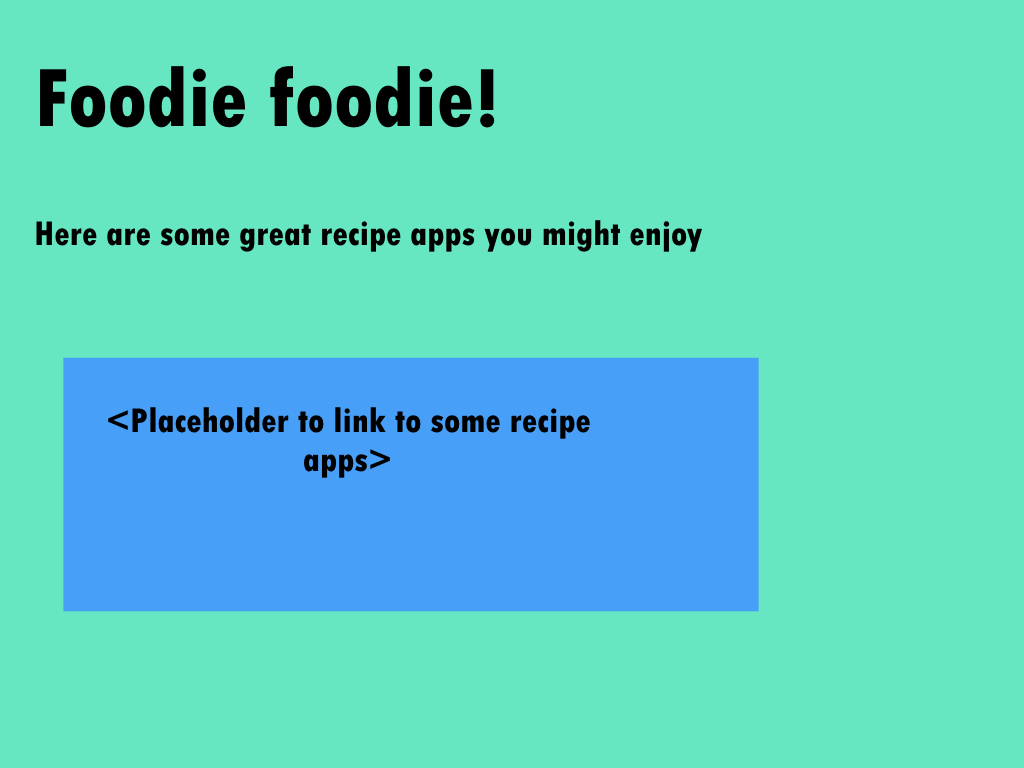 Foodie foodie!
Here are some great recipe apps you might enjoy
<Placeholder to link to some recipe
apps>